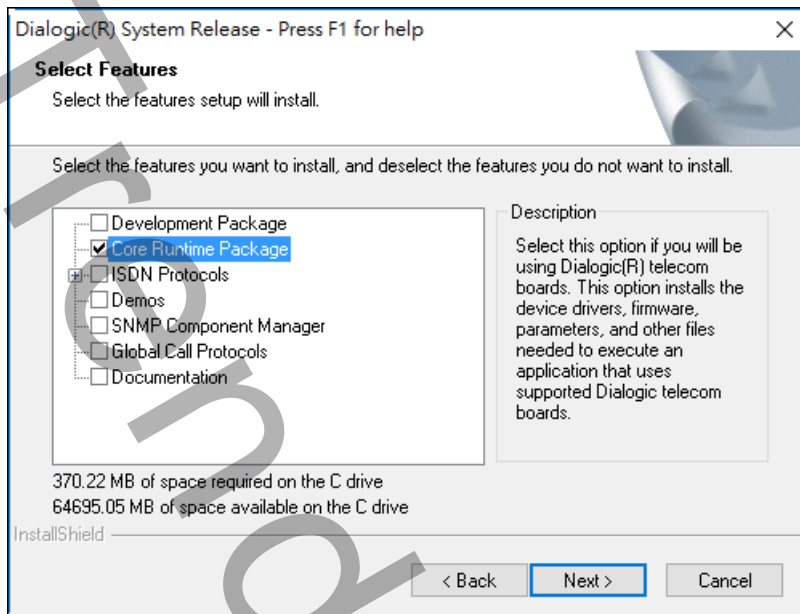 Dialogic(R) System Release - Press F1 for help
Select Features
Select the features setup will install.
Select the features you want to install, and deselect the features you do not want to install.
Development Package
Core Runtime Package
ISDN Protocols
Demos
SNMP Component Manager
Global Call Protocols
Documentation
Description
Select this option if you will be
using Dialogic(R) telecom
boards. This option installs the
device drivers, firmware,
parameters, and other files
needed to execute an
application that uses
supported Dialogic telecom
boards.
370.22 MB of space required on the C drive
64695.05 MB of space available on the C drive
InstallShield
< Back
Next >
Cancel
Trend